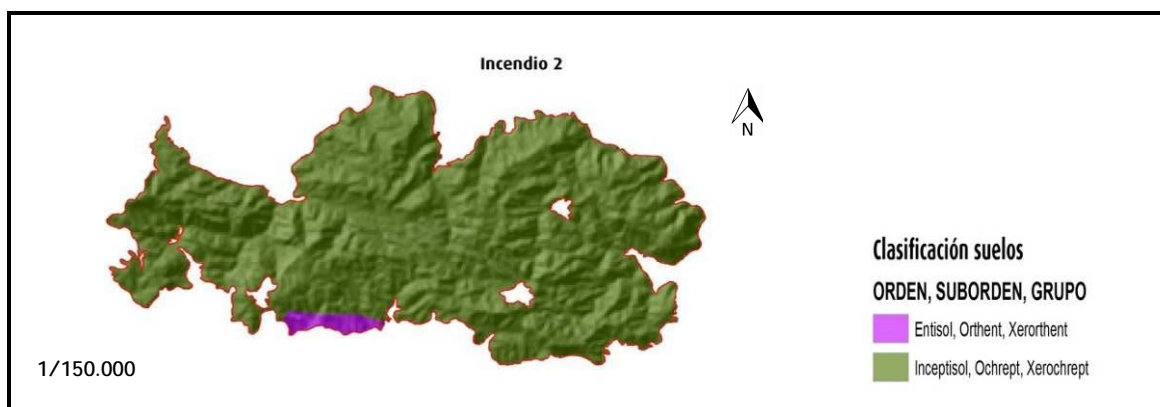 Incendio 2
N
Clasificación suelos
ORDEN, SUBORDEN, GRUPO
Entisol, Orthent, Xerorthent
Inceptisol, Ochrept, Xerochrept
1/150.000